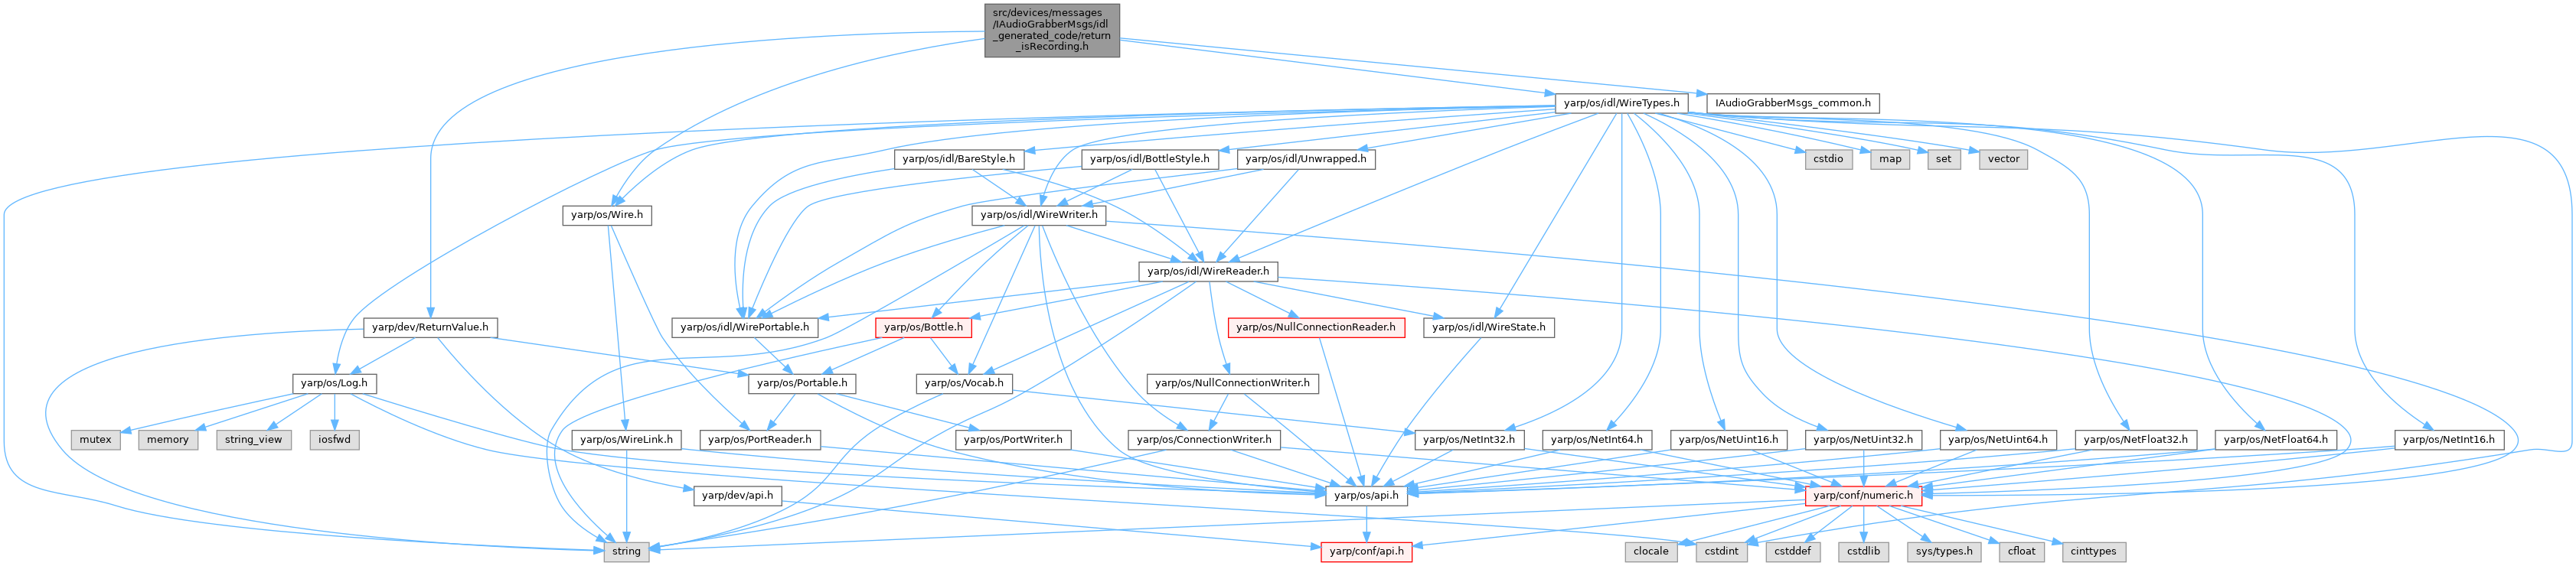 src/devices/messages
/IAudioGrabberMsgs/idl
_generated_code/return
_isRecording.h
yarp/os/idl/WireTypes.h
IAudioGrabberMsgs_common.h
yarp/os/idl/BareStyle.h
yarp/os/idl/BottleStyle.h
yarp/os/idl/Unwrapped.h
cstdio
map
set
vector
yarp/os/Wire.h
yarp/os/idl/WireWriter.h
yarp/os/idl/WireReader.h
yarp/dev/ReturnValue.h
yarp/os/idl/WirePortable.h
yarp/os/Bottle.h
yarp/os/NullConnectionReader.h
yarp/os/idl/WireState.h
yarp/os/Log.h
yarp/os/Portable.h
yarp/os/Vocab.h
yarp/os/NullConnectionWriter.h
mutex
memory
string_view
iosfwd
yarp/os/WireLink.h
yarp/os/PortReader.h
yarp/os/PortWriter.h
yarp/os/ConnectionWriter.h
yarp/os/NetInt32.h
yarp/os/NetInt64.h
yarp/os/NetUint16.h
yarp/os/NetUint32.h
yarp/os/NetUint64.h
yarp/os/NetFloat32.h
yarp/os/NetFloat64.h
yarp/os/NetInt16.h
yarp/dev/api.h
yarp/os/api.h
yarp/conf/numeric.h
string
yarp/conf/api.h
clocale
cstdint
cstddef
cstdlib
sys/types.h
cfloat
cinttypes